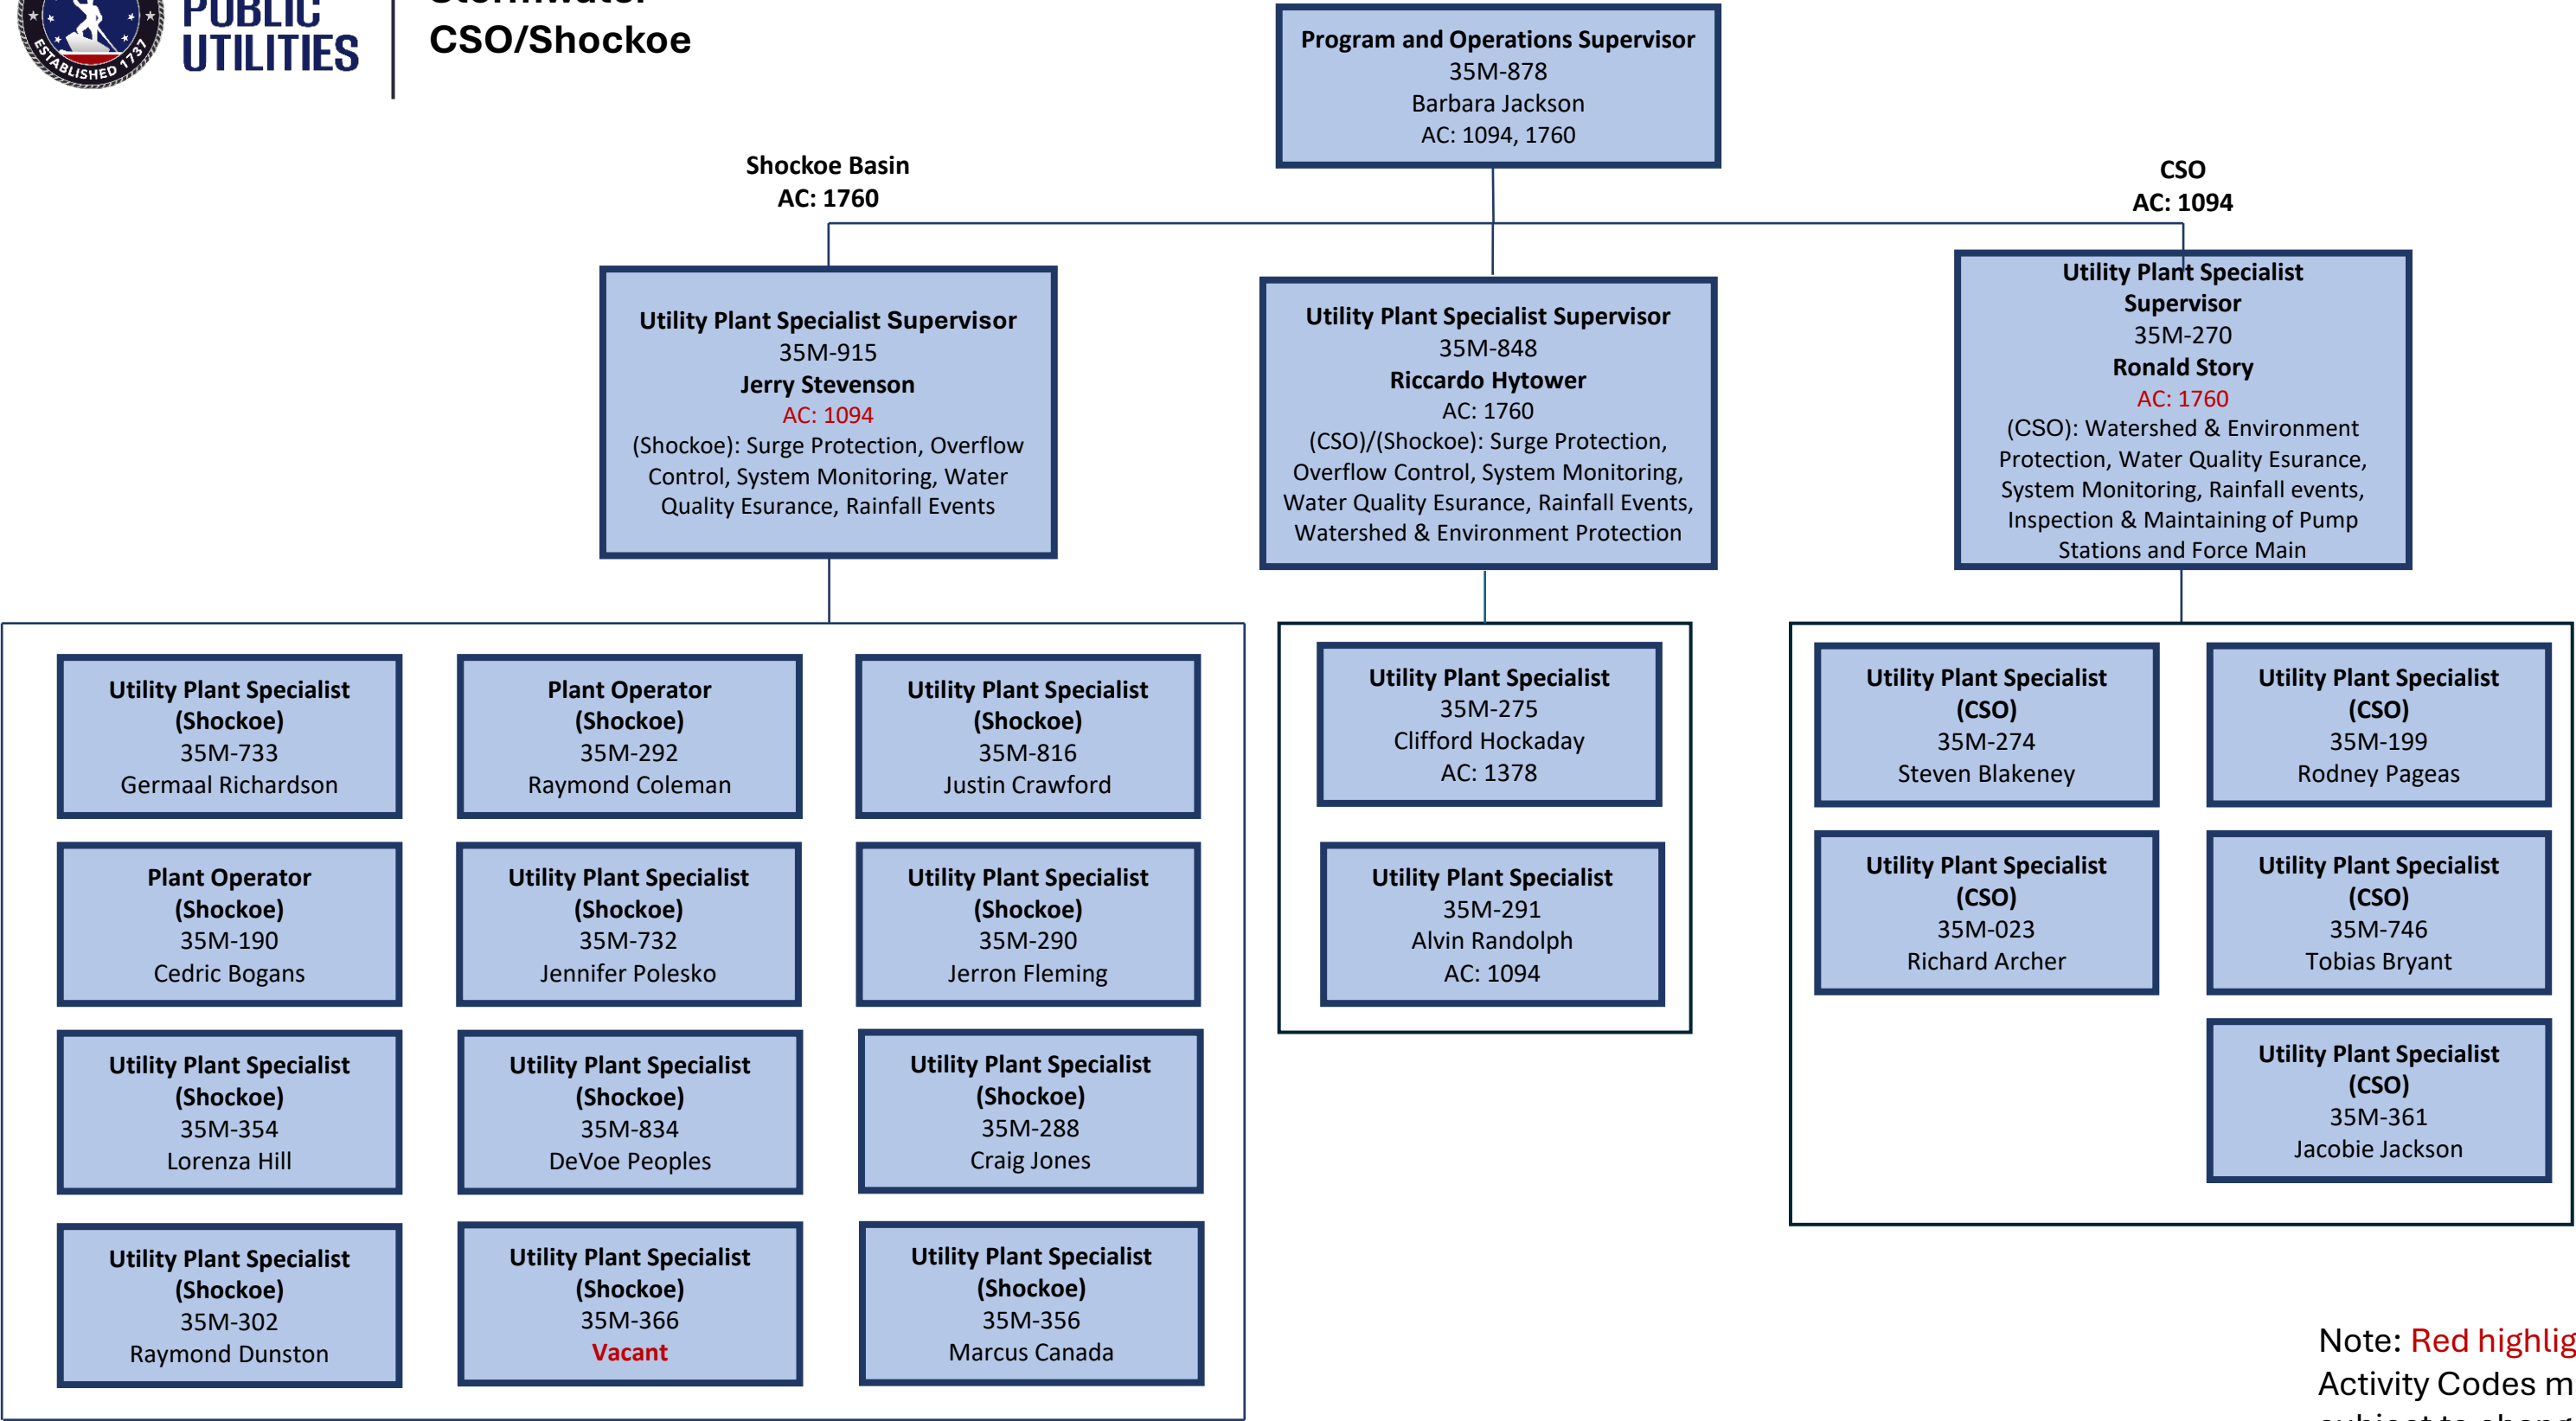 PUBLIC
UTILITIES
ESTABLISHED 1737
Stormwater
CSO/Shockoe
Program and Operations Supervisor
35M-878
Barbara Jackson
AC: 1094, 1760
Shockoe Basin
AC: 1760
CSO
AC: 1094
Utility Plant Specialist Supervisor
35M-915
Jerry Stevenson
AC: 1094
(Shockoe): Surge Protection, Overflow
Control, System Monitoring, Water
Quality Esurance, Rainfall Events
Utility Plant Specialist Supervisor
35M-848
Riccardo Hytower
AC: 1760
(CSO)/(Shockoe): Surge Protection,
Overflow Control, System Monitoring,
Water Quality Esurance, Rainfall Events,
Watershed & Environment Protection
Utility Plant Specialist
Supervisor
35M-270
Ronald Story
AC: 1760
(CSO): Watershed & Environment
Protection, Water Quality Esurance,
System Monitoring, Rainfall events,
Inspection & Maintaining of Pump
Stations and Force Main
Utility Plant Specialist
(Shockoe)
35M-733
Germaal Richardson
Plant Operator
(Shockoe)
35M-292
Raymond Coleman
Utility Plant Specialist
(Shockoe)
35M-816
Justin Crawford
Plant Operator
(Shockoe)
35M-190
Cedric Bogans
Utility Plant Specialist
(Shockoe)
35M-732
Jennifer Polesko
Utility Plant Specialist
(Shockoe)
35M-290
Jerron Fleming
Utility Plant Specialist
(Shockoe)
35M-354
Lorenza Hill
Utility Plant Specialist
(Shockoe)
35M-834
DeVoe Peoples
Utility Plant Specialist
(Shockoe)
35M-288
Craig Jones
Utility Plant Specialist
(Shockoe)
35M-302
Raymond Dunston
Utility Plant Specialist
(Shockoe)
35M-366
Vacant
Utility Plant Specialist
(Shockoe)
35M-356
Marcus Canada
Utility Plant Specialist
35M-275
Clifford Hockaday
AC: 1378
Utility Plant Specialist
35M-291
Alvin Randolph
AC: 1094
Utility Plant Specialist
(CSO)
35M-274
Steven Blakeney
Utility Plant Specialist
(CSO)
35M-199
Rodney Pageas
Utility Plant Specialist
(CSO)
35M-023
Richard Archer
Utility Plant Specialist
(CSO)
35M-746
Tobias Bryant
Utility Plant Specialist
(CSO)
35M-361
Jacobie Jackson
Note: Red highlig
Activity Codes m
subject to chang